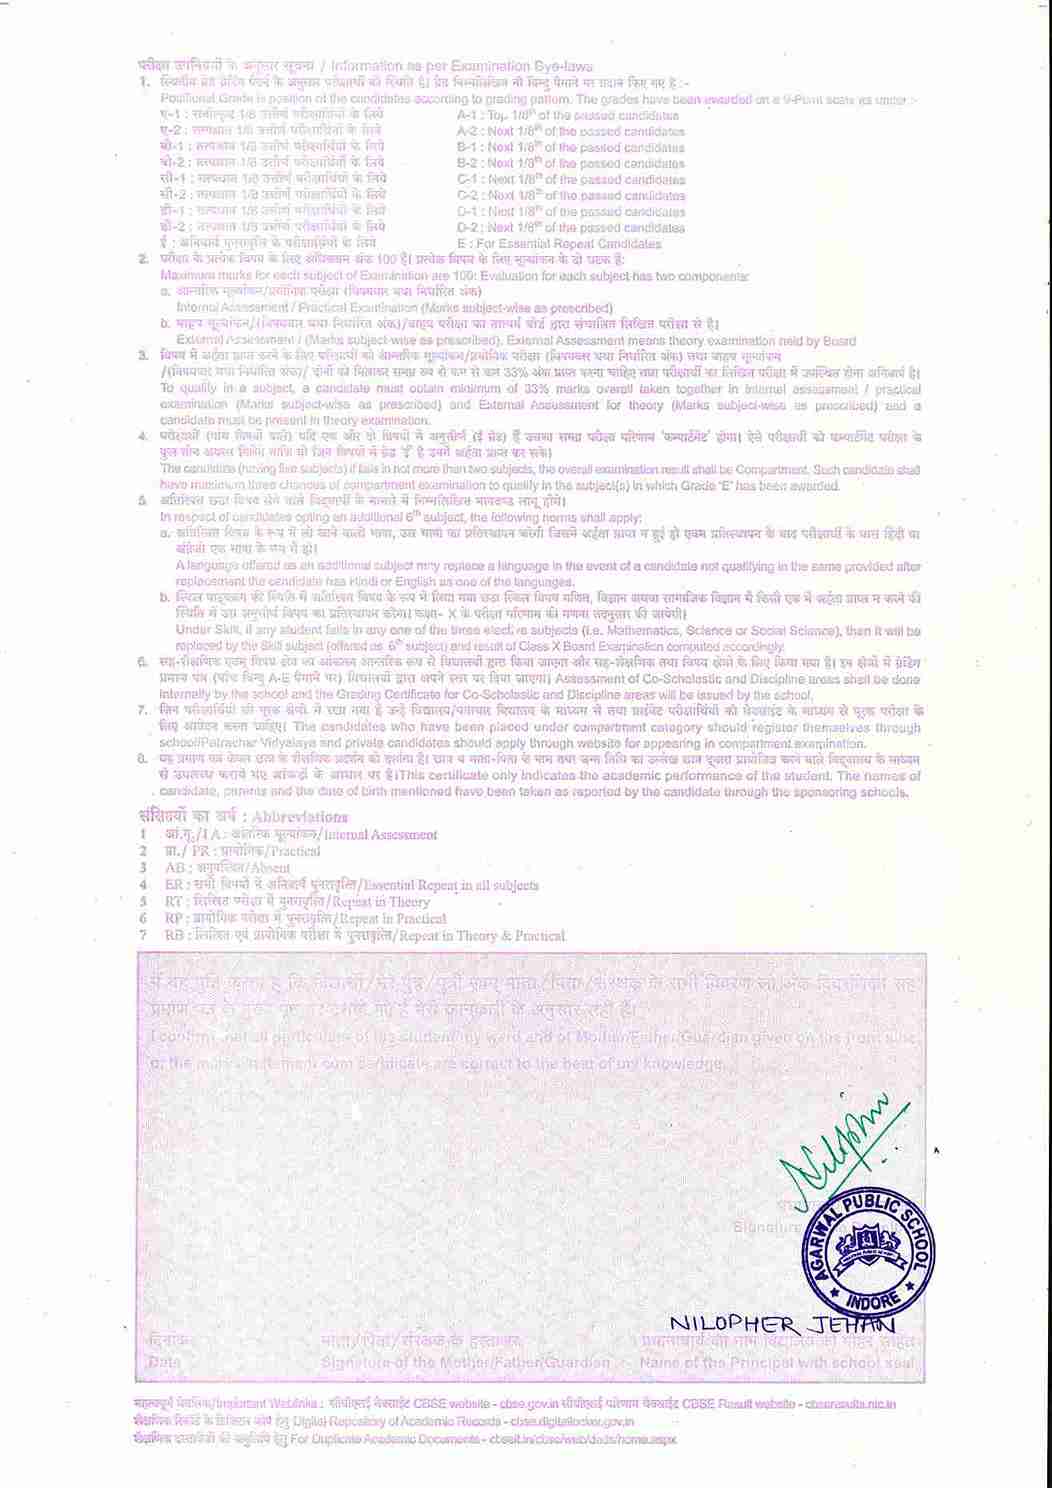 परीक्षा उपनियमों के अनुसार सूचना / Information as per Examination Bye-laws
1. स्थितीय ग्रेड ग्रेडिंग पैटर्न के अनुसार परीक्षार्थी की स्थिति है। ग्रेड निम्नलिखित नौ बिन्दु पैमाने पर प्रदान किए गए है :-
Positional Grade is position of the candidates according to grading pattern. The grades have been awarded on a 9-Point scale as under :-
ए-1 : सर्वोत्कृष्ट 1/8 उत्तीर्ण परीक्षार्थियों के लिये A-1 : Top 1/8th of the passed candidates
ए-2 : तत्पश्चात 1/8 उत्तीर्ण परीक्षार्थियों के लिये A-2 : Next 1/8th of the passed candidates
बी-1 : तत्पश्चात 1/8 उत्तीर्ण परीक्षार्थियों के लिये B-1 : Next 1/8th of the passed candidates
बी-2 : तत्पश्चात 1/8 उत्तीर्ण परीक्षार्थियों के लिये B-2 : Next 1/8th of the passed candidates
सी-1 : तत्पश्चात 1/8 उत्तीर्ण परीक्षार्थियों के लिये C-1 : Next 1/8th of the passed candidates
सी-2 : तत्पश्चात 1/8 उत्तीर्ण परीक्षार्थियों के लिये C-2 : Next 1/8th of the passed candidates
डी-1 : तत्पश्चात 1/8 उत्तीर्ण परीक्षार्थियों के लिये D-1 : Next 1/8th of the passed candidates
डी-2 : तत्पश्चात 1/8 उत्तीर्ण परीक्षार्थियों के लिये D-2 : Next 1/8th of the passed candidates
ई : अनिवार्य पुनरावृत्ति के परीक्षार्थियों के लिये E : For Essential Repeat Candidates
2. परीक्षा के प्रत्येक विषय के लिए अधिकतम अंक 100 है। प्रत्येक विषय के लिए मूल्यांकन के दो घटक हैं:
Maximum marks for each subject of Examination are 100: Evaluation for each subject has two components:
a. आन्तरिक मूल्यांकन/प्रयोगिक परीक्षा (विषयवार यथा निर्धारित अंक)
Internal Assessment / Practical Examination (Marks subject-wise as prescribed)
b. बाह्य मूल्यांकन/(विषयवार यथा निर्धारित अंक)/बाह्य परीक्षा का तात्पर्य बोर्ड द्वारा संचालित लिखित परीक्षा से है।
External Assessment / (Marks subject-wise as prescribed). External Assessment means theory examination held by Board
3. विषय में अर्हता प्राप्त करने के लिए परीक्षार्थी को आन्तरिक मूल्यांकन/प्रयोगिक परीक्षा (विषयवार यथा निर्धारित अंक) तथा बाह्य मूल्यांकन
/(विषयवार यथा निर्धारित अंक)/ दोनों को मिलाकर समग्र रूप से कम से कम 33% अंक प्राप्त करना चाहिए तथा परीक्षार्थी का लिखित परीक्षा में उपस्थित होना अनिवार्य है।
To qualify in a subject, a candidate must obtain minimum of 33% marks overall taken together in internal assessment / practical
examination (Marks subject-wise as prescribed) and External Assessment for theory (Marks subject-wise as prescribed) and a
candidate must be present in theory examination.
4. परीक्षार्थी (पांच विषयों वाले) यदि एक और दो विषयों में अनुत्तीर्ण (ई ग्रेड) हैं उनका समग्र परीक्षा परिणाम 'कम्पार्टमेंट' होगा। ऐसे परीक्षार्थी को कम्पार्टमेंट परीक्षा के
कुल तीन अवसर मिलेंगे ताकि वो जिन विषयों में ग्रेड 'ई' है उनमें अर्हता प्राप्त कर सकें।
The candidate (having five subjects) if fails in not more than two subjects, the overall examination result shall be Compartment. Such candidate shall
have maximum three chances of compartment examination to qualify in the subject(s) in which Grade 'E' has been awarded.
5. अतिरिक्त छठा विषय लेने वाले विद्यार्थी के मामले में निम्नलिखित मापदण्ड लागू होंगे।
In respect of candidates opting an additional 6th subject, the following norms shall apply:
a. अतिरिक्त विषय के रूप में ली जाने वाली भाषा, उस भाषा का प्रतिस्थापन करेगी जिसमें अर्हता प्राप्त न हुई हो एवम प्रतिस्थापन के बाद परीक्षार्थी के पास हिंदी या
अंग्रेजी एक भाषा के रूप में हो।
A language offered as an additional subject may replace a language in the event of a candidate not qualifying in the same provided after
replacement the candidate has Hindi or English as one of the languages.
b. स्किल पाठ्यक्रम की स्थिति में अतिरिक्त विषय के रूप में लिया गया छठा स्किल विषय गणित, विज्ञान अथवा सामाजिक विज्ञान में किसी एक में अर्हता प्राप्त न करने की
स्थिति में उस अनुत्तीर्ण विषय का प्रतिस्थापन करेगा। कक्षा- X के परीक्षा परिणाम की गणना तद्नुसार की जायेगी।
Under Skill, if any student fails in any one of the three elective subjects (i.e. Mathematics, Science or Social Science), then it will be
replaced by the Skill subject (offered as 6th subject) and result of Class X Board Examination computed accordingly.
6. सह-शैक्षणिक एवम् विषय क्षेत्र का आंकलन आन्तरिक रूप से विद्यालयों द्वारा किया जाएगा और सह-शैक्षणिक तथा विषय क्षेत्रों के लिए किया गया है। इन क्षेत्रों में ग्रेडिंग
प्रमाण पत्र (पांच बिन्दु A-E पैमाने पर) विद्यालयों द्वारा अपने स्तर पर दिया जाएगा। Assessment of Co-Scholastic and Discipline areas shall be done
internally by the school and the Grading Certificate for Co-Scholastic and Discipline areas will be issued by the school.
7. जिन परीक्षार्थियों को पूरक श्रेणी में रखा गया है उन्हें विद्यालय/पत्राचार विद्यालय के माध्यम से तथा प्राईवेट परीक्षार्थियों को वेबसाईट के माध्यम से पूरक परीक्षा के
लिए आवेदन करना चाहिए। The candidates who have been placed under compartment category should register themselves through
school/Patrachar Vidyalaya and private candidates should apply through website for appearing in compartment examination.
8. यह प्रमाण पत्र केवल छात्र के शैक्षणिक प्रदर्शन को दर्शाता है। छात्र व माता-पिता के नाम तथा जन्म तिथि का उल्लेख छात्र द्वारा प्रायोजित करने वाले विद्यालय के माध्यम
से उपलब्ध कराये गए आंकड़ों के आधार पर है।This certificate only indicates the academic performance of the student. The names of
candidate, parents and the date of birth mentioned have been taken as reported by the candidate through the sponsoring schools.
संक्षिप्तियों का अर्थ : Abbreviations
1 आं.मू./I A : आंतरिक मूल्यांकन/Internal Assessment
2 प्रा./ PR : प्रायोगिक/Practical
3 AB : अनुपस्थित/Absent
4 ER : सभी विषयों में अनिवार्य पुनरावृत्ति/Essential Repeat in all subjects
5 RT : लिखित परीक्षा में पुनरावृत्ति/Repeat in Theory
6 RP : प्रायोगिक परीक्षा में पुनरावृत्ति/Repeat in Practical
7 RB : लिखित एवं प्रायोगिक परीक्षा में पुनरावृत्ति/Repeat in Theory & Practical
मैं यह पुष्टि करता हूँ कि विद्यार्थी/मेरे पुत्र/पुत्री एवम् माता/पिता/संरक्षक के सभी विवरण जो अंक विवरणिका सह
प्रमाण पत्र के मुख्य पृष्ठ पर दिए गए हैं मेरी जानकारी के अनुसार सही हैं।
I confirm that all particulars of the student/my ward and of Mother/Father/Guardian given on the front side
of the marks statement cum certificate are correct to the best of my knowledge.
Nilopher
Signature
AGARWAL PUBLIC SCHOOL
★ INDORE ★
NILOPHER JEHAN
दिनांक माता/पिता/ संरक्षक के हस्ताक्षर प्रधानाचार्य का नाम विद्यालय की मोहर सहित
Date Signature of the Mother/Father/Guardian Name of the Principal with school seal
महत्वपूर्ण वेबलिंक/Important Weblinks : सीबीएसई वेबसाईट CBSE website - cbse.gov.in सीबीएसई परिणाम वेबसाईट CBSE Result website - cbseresults.nic.in
शैक्षणिक रिकॉर्ड के डिजिटल कोष हेतु Digital Repository of Academic Records - cbse.digitallocker.gov.in
शैक्षणिक दस्तावेजों की अनुलिपि हेतु For Duplicate Academic Documents - cbseit.in/cbse/web/dads/home.aspx